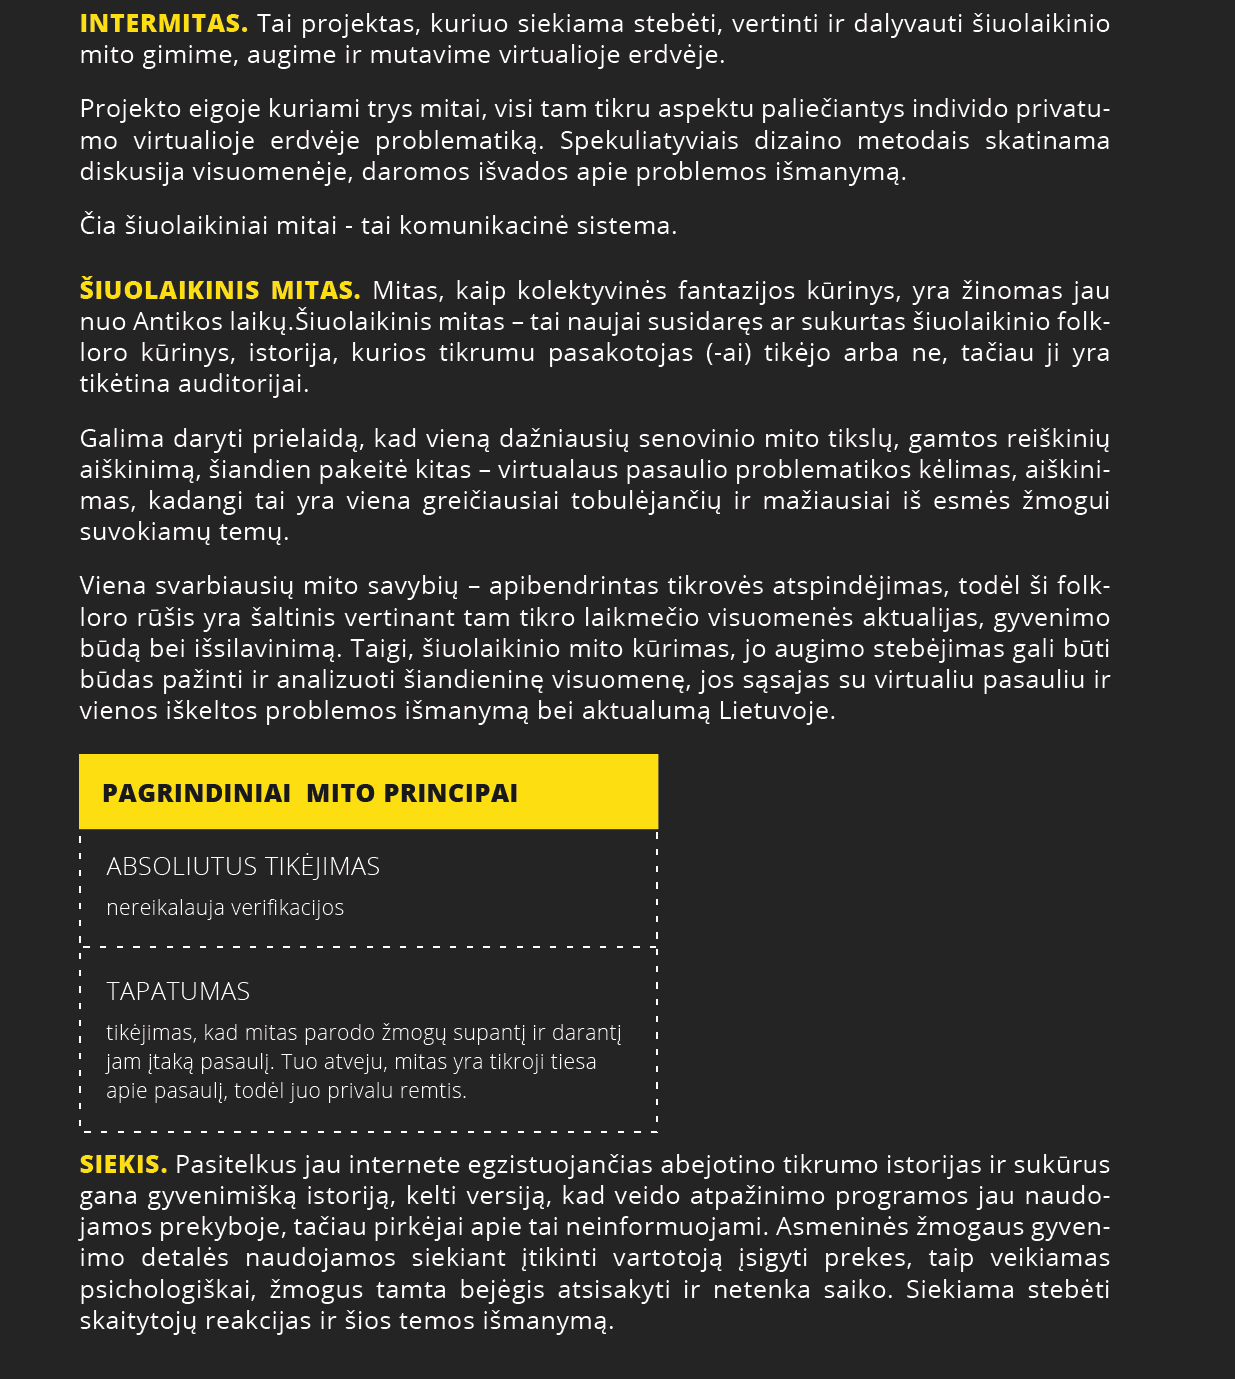 INTERMITAS. Tai projektas, kuriuo siekiama stebėti, vertinti ir dalyvauti šiuolaikinio
mito gimime, augime ir mutavime virtualioje erdvėje.
Projekto eigoje kuriami trys mitai, visi tam tikru aspektu paliečiantys individo privatu-
mo virtualioje erdvėje problematiką. Spekuliatyviais dizaino metodais skatinama
diskusija visuomenėje, daromos išvados apie problemos išmanymą.
Čia šiuolaikiniai mitai - tai komunikacinė sistema.
ŠIUOLAIKINIS MITAS. Mitas, kaip kolektyvinės fantazijos kūrinys, yra žinomas jau
nuo Antikos laikų.Šiuolaikinis mitas – tai naujai susidaręs ar sukurtas šiuolaikinio folk-
loro kūrinys, istorija, kurios tikrumu pasakotojas (-ai) tikėjo arba ne, tačiau ji yra
tikėtina auditorijai.
Galima daryti prielaidą, kad vieną dažniausių senovinio mito tikslų, gamtos reiškinių
aiškinimą, šiandien pakeitė kitas – virtualaus pasaulio problematikos kėlimas, aiškini-
mas, kadangi tai yra viena greičiausiai tobulėjančių ir mažiausiai iš esmės žmogui
suvokiamų temų.
Viena svarbiausių mito savybių – apibendrintas tikrovės atspindėjimas, todėl ši folk-
loro rūšis yra šaltinis vertinant tam tikro laikmečio visuomenės aktualijas, gyvenimo
būdą bei išsilavinimą. Taigi, šiuolaikinio mito kūrimas, jo augimo stebėjimas gali būti
būdas pažinti ir analizuoti šiandieninę visuomenę, jos sąsajas su virtualiu pasauliu ir
vienos iškeltos problemos išmanymą bei aktualumą Lietuvoje.
PAGRINDINIAI MITO PRINCIPAI
ABSOLIUTUS TIKĖJIMAS
nereikalauja verifikacijos
TAPATUMAS
tikėjimas, kad mitas parodo žmogų supantį ir darantį
jam įtaką pasaulį. Tuo atveju, mitas yra tikroji tiesa
apie pasaulį, todėl juo privalu remtis.
SIEKIS. Pasitelkus jau internete egzistuojančias abejotino tikrumo istorijas ir sukūrus
gana gyvenimišką istoriją, kelti versiją, kad veido atpažinimo programos jau naudo-
jamos prekyboje, tačiau pirkėjai apie tai neinformuojami. Asmeninės žmogaus gyven-
imo detalės naudojamos siekiant įtikinti vartotoją įsigyti prekes, taip veikiamas
psichologiškai, žmogus tamta bejėgis atsisakyti ir netenka saiko. Siekiama stebėti
skaitytojų reakcijas ir šios temos išmanymą.